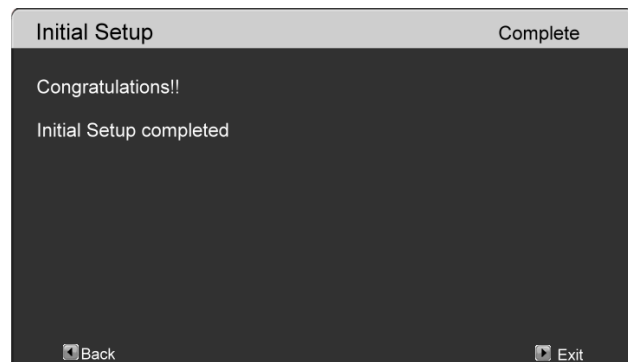 Initial Setup Complete
Congratulations!!
Initial Setup completed
Back Exit